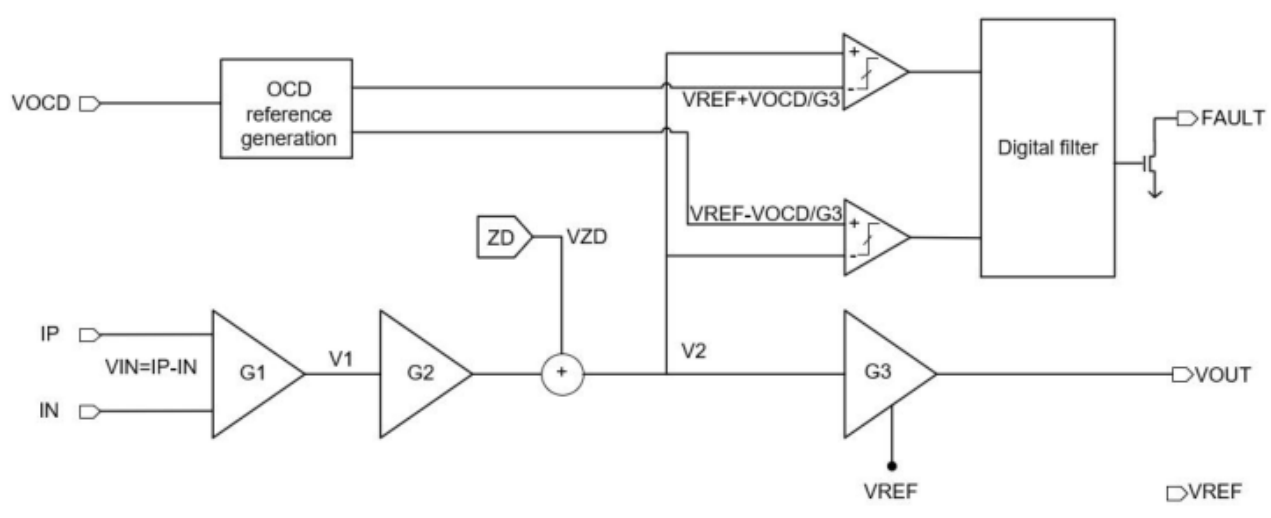 VOCD
OCD
reference
generation
+
-
VREF+VOCD/G3
Digital filter
FAULT
VREF-VOCD/G3
+
-
ZD
VZD
+
IP
VIN=IP-IN
IN
G1
V1
G2
V2
G3
VOUT
VREF
VREF